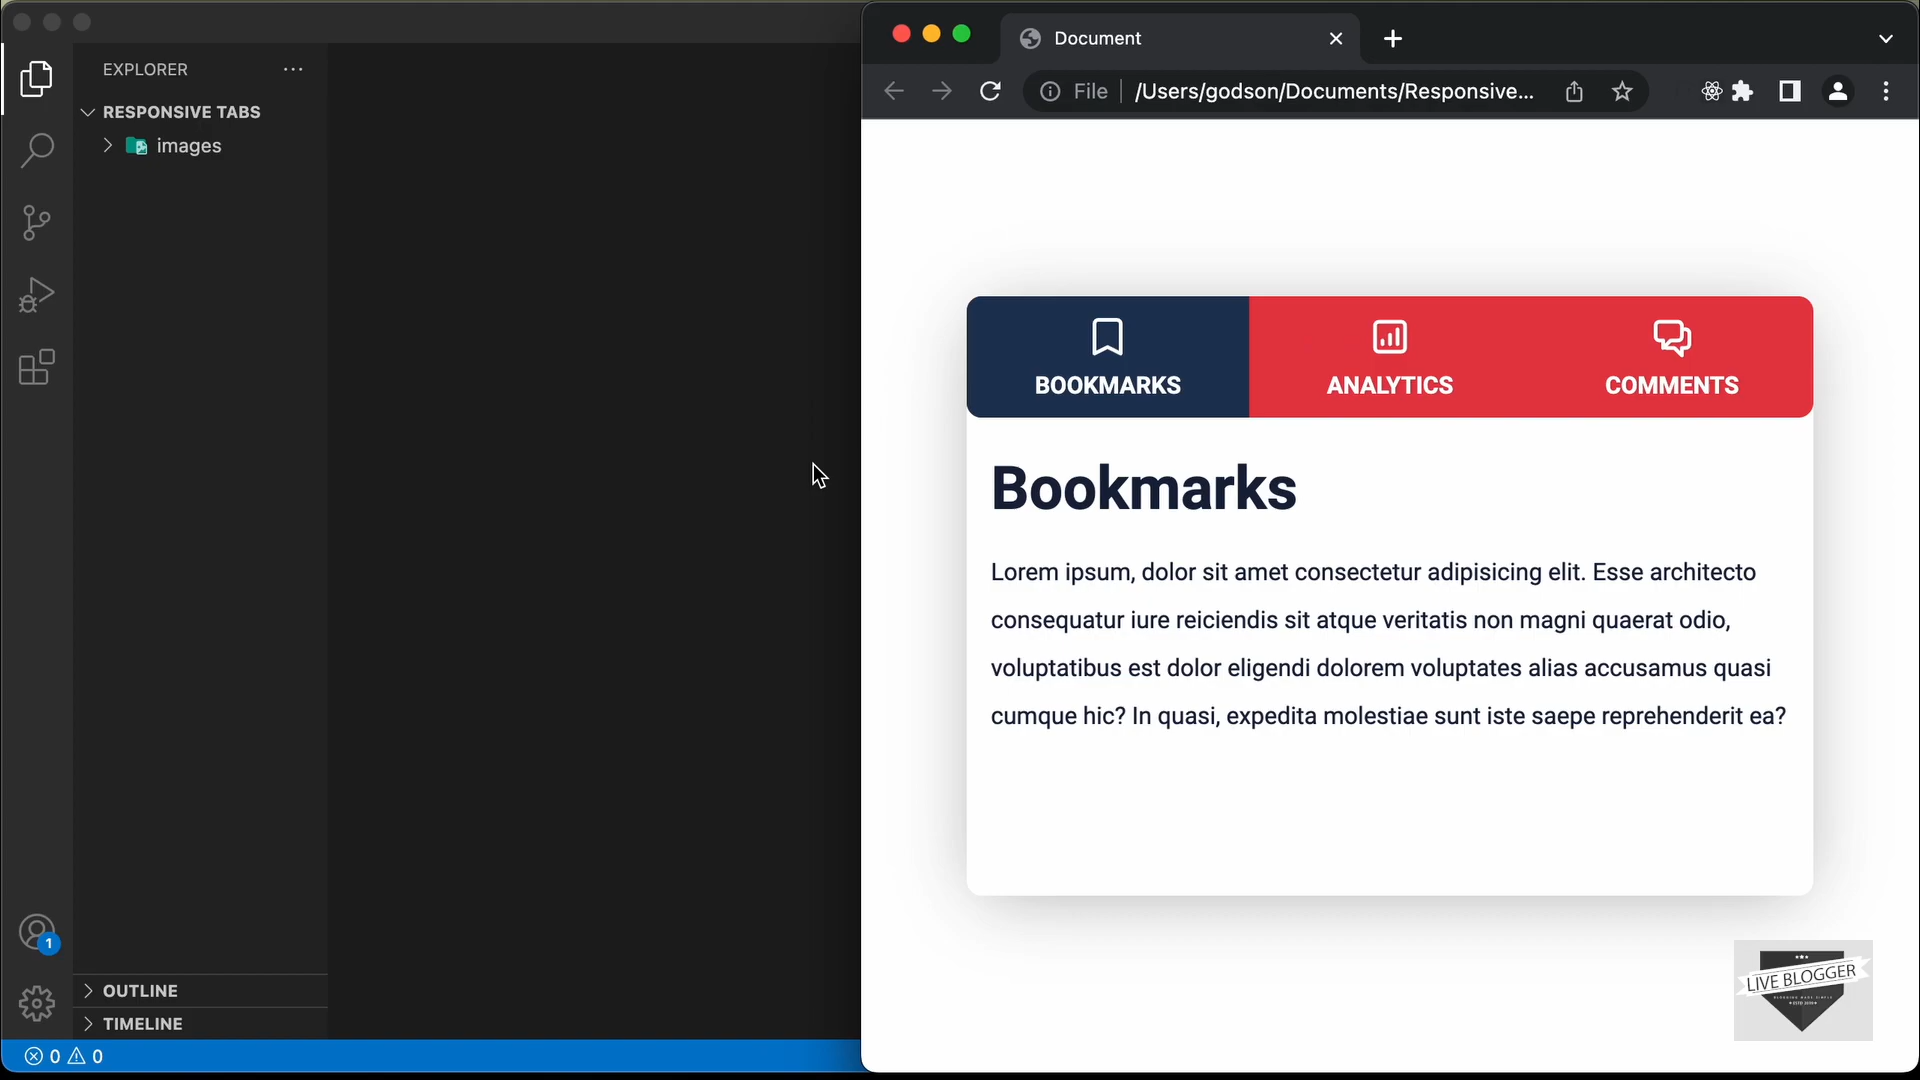 EXPLORER
RESPONSIVE TABS
images
OUTLINE
TIMELINE
0 0
1
Document
File /Users/godson/Documents/Responsive...
BOOKMARKS ANALYTICS COMMENTS
Bookmarks
Lorem ipsum, dolor sit amet consectetur adipisicing elit. Esse architecto
consequatur iure reiciendis sit atque veritatis non magni quaerat odio,
voluptatibus est dolor eligendi dolorem voluptates alias accusamus quasi
cumque hic? In quasi, expedita molestiae sunt iste saepe reprehenderit ea?
LIVE BLOGGER